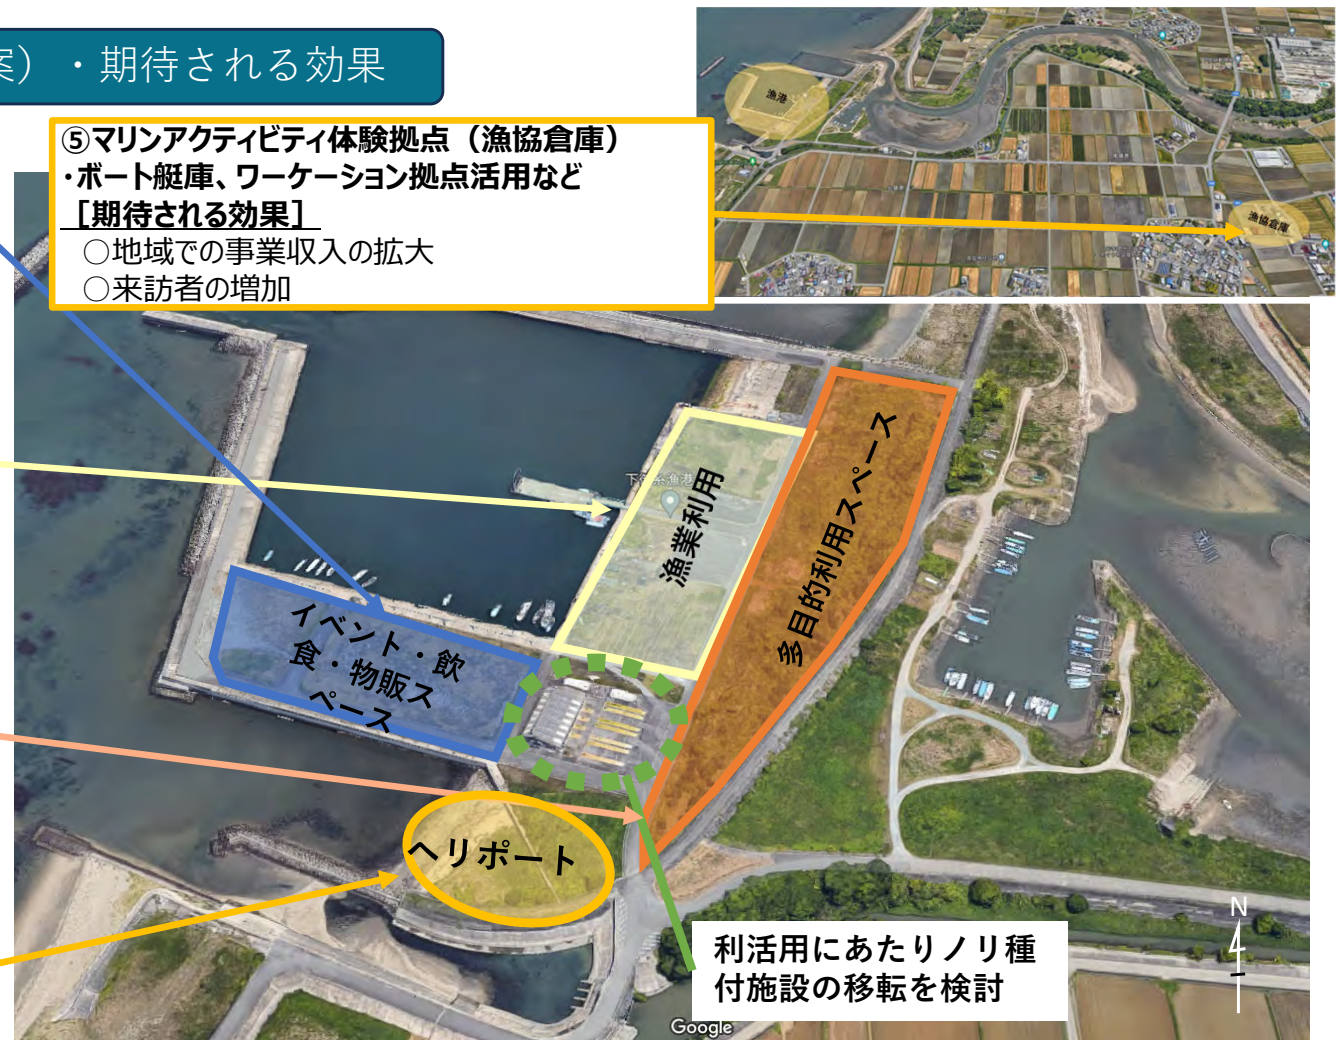 案）・期待される効果
⑤マリンアクティビティ体験拠点（漁協倉庫）
・ボート艇庫、ワーケーション拠点活用など
［期待される効果］
○地域での事業収入の拡大
○来訪者の増加
漁港
漁協倉庫
漁業利用
多目的利用スペース
イベント・飲
食・物販ス
ペース
ヘリポート
利活用にあたりノリ種
付施設の移転を検討
N
Google